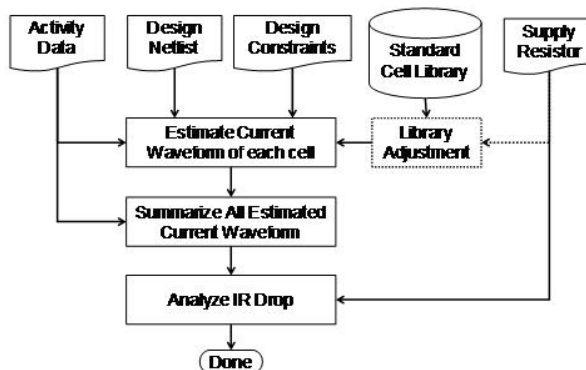 Activity
Data
Design
Netlist
Design
Constraints
Standard
Cell Library
Supply
Resistor
Estimate Current
Waveform of each cell
Library
Adjustment
Summarize All Estimated
Current Waveform
Analyze IR Drop
Done